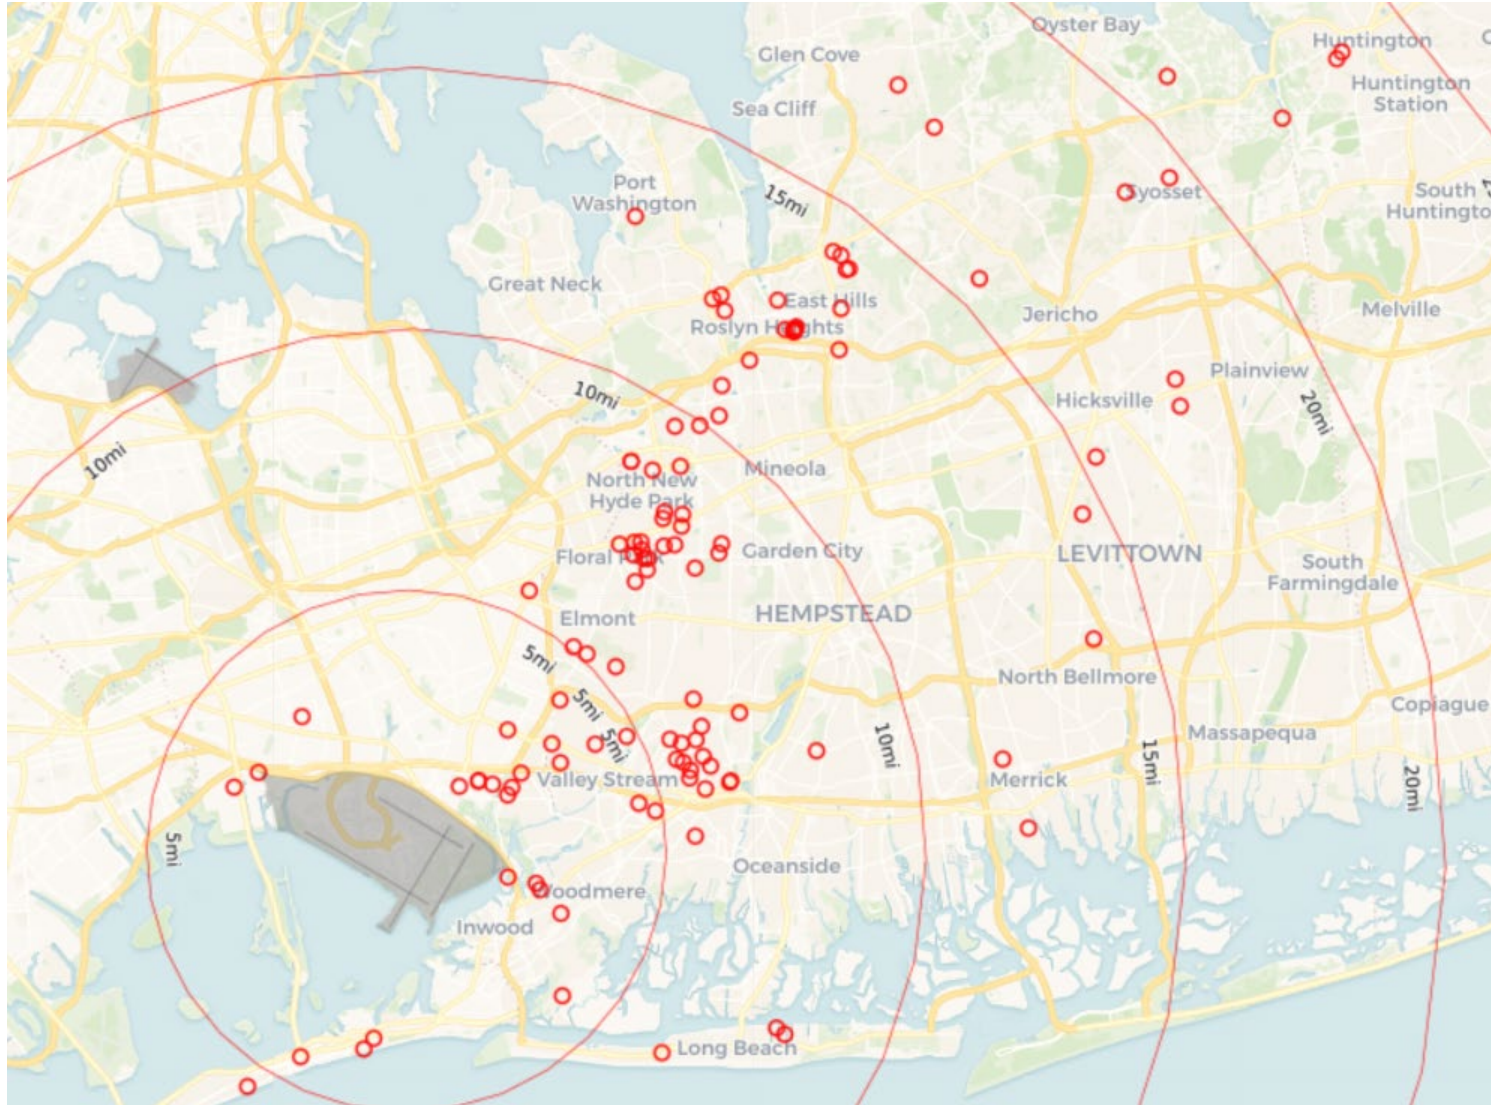 Oyster Bay
Huntington
Glen Cove
Huntington
Station
Sea Cliff
Port
Washington
15mi
Syosset
South
Huntingto
Great Neck
East Hills
Melville
Jericho
Roslyn Heights
Plainview
10mi
Hicksville
20mi
10mi
Mineola
North New
Hyde Park
Floral Park
Garden City
LEVITTOWN
South
Farmingdale
Elmont
HEMPSTEAD
5mi
North Bellmore
5mi
Copiague
5mi
10mi
Massapequa
15mi
Valley Stream
Merrick
20mi
5mi
Oceanside
Woodmere
Inwood
Long Beach